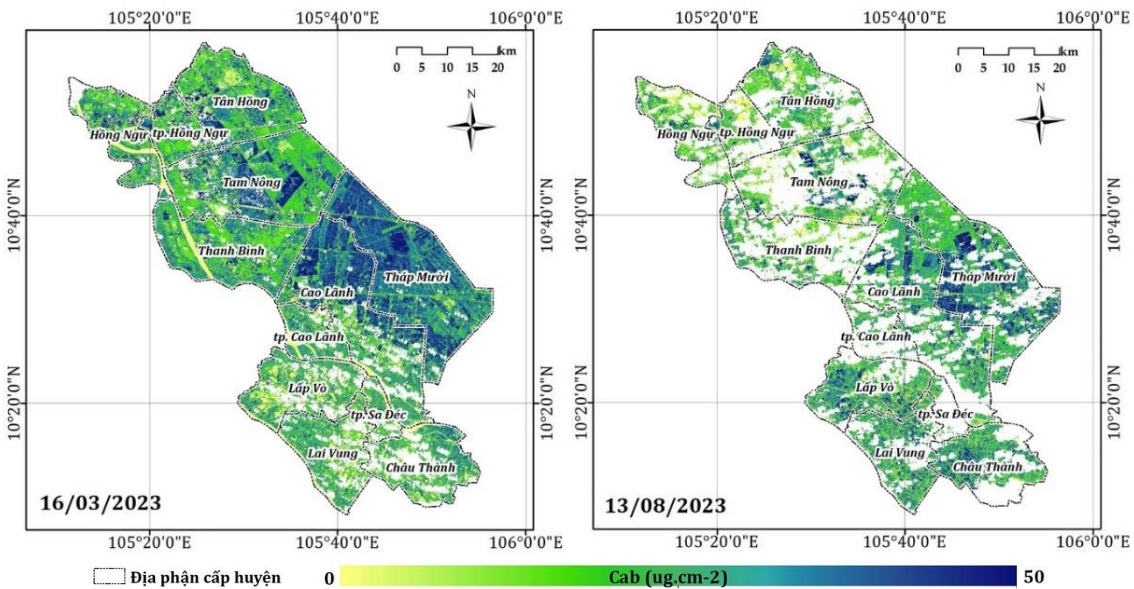 105°20'0"E 105°40'0"E 106°0'0"E 105°20'0"E 105°40'0"E 106°0'0"E
km km
0 5 10 15 20 0 5 10 15 20
N N
Tân Hồng Tân Hồng
Hồng Ngự tp. Hồng Ngự Hồng Ngự tp. Hồng Ngự
Tam Nông Tam Nông
10°40'0"N 10°40'0"N 10°40'0"N 10°40'0"N
Thanh Bình Thanh Bình
Tháp Mười Tháp Mười
Cao Lãnh Cao Lãnh
tp. Cao Lãnh tp. Cao Lãnh
Lấp Vò Lấp Vò
10°20'0"N 10°20'0"N 10°20'0"N 10°20'0"N
tp. Sa Đéc tp. Sa Đéc
Lai Vung Lai Vung
Châu Thành Châu Thành
16/03/2023 13/08/2023
105°20'0"E 105°40'0"E 106°0'0"E 105°20'0"E 105°40'0"E 106°0'0"E
Địa phận cấp huyện 0 Cab (ug.cm-2) 50